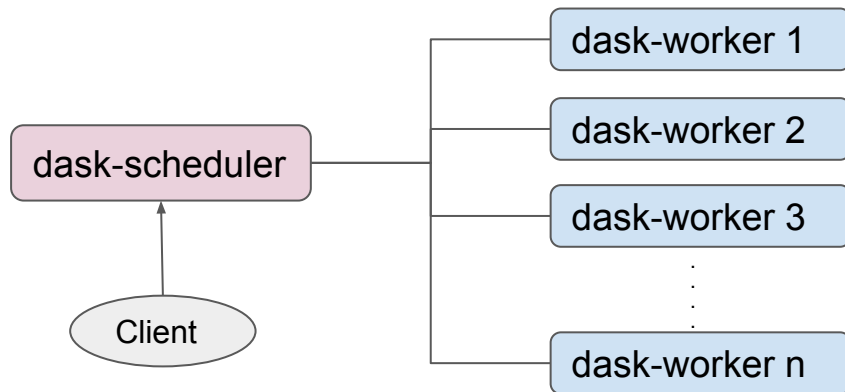 dask-worker 1
dask-worker 2
dask-scheduler
dask-worker 3
Client
dask-worker n